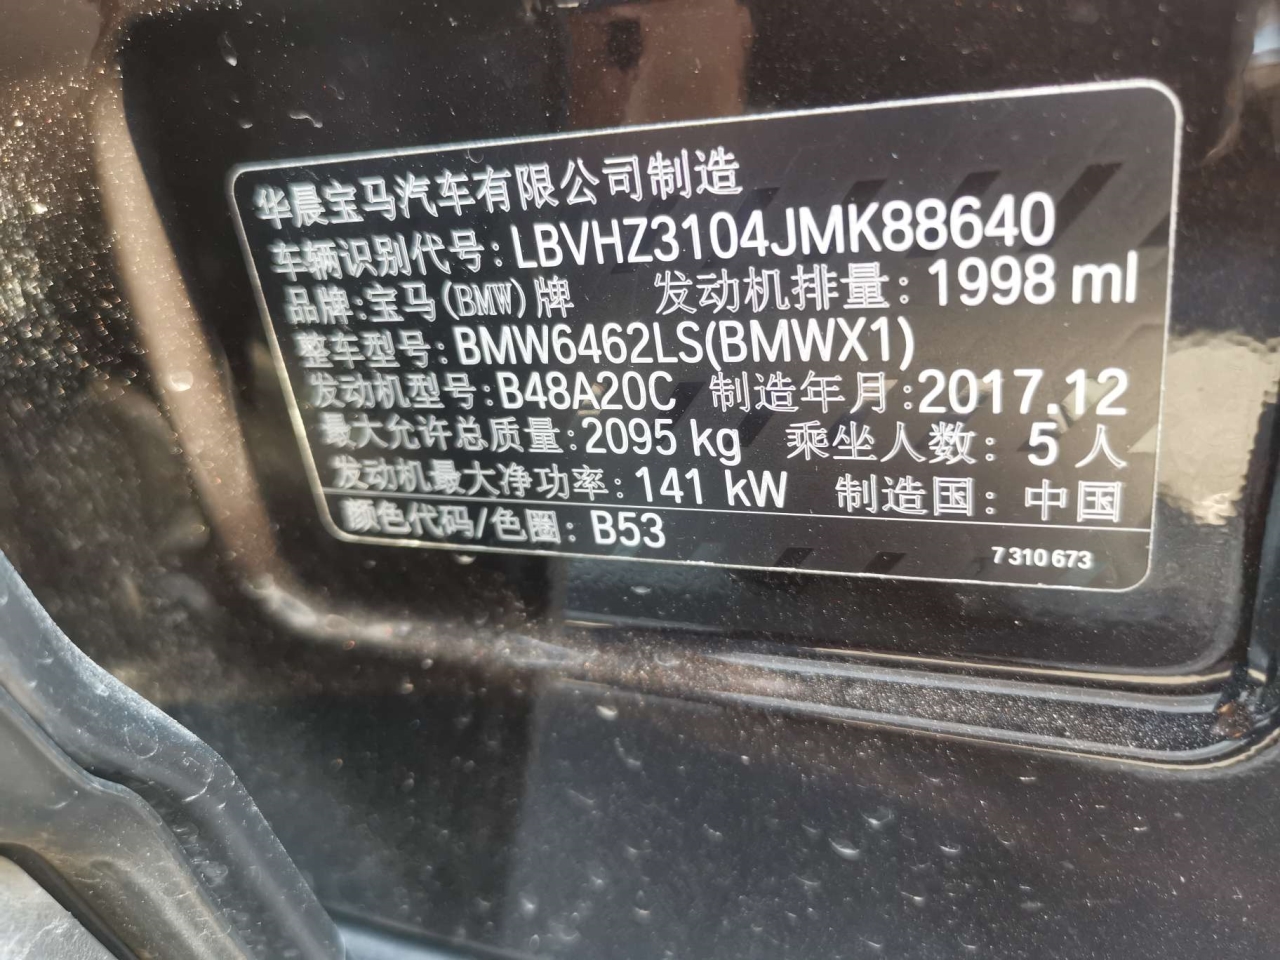 华晨宝马汽车有限公司制造
车辆识别代号: LBVHZ3104JMK88640
品牌:宝马(BMW)牌 发动机排量: 1998 ml
整车型号: BMW6462LS(BMWX1)
发动机型号: B48A20C 制造年月:2017.12
最大允许总质量: 2095 kg 乘坐人数: 5 人
发动机最大净功率: 141 kW 制造国: 中国
颜色代码/色圈: B53
7 310 673